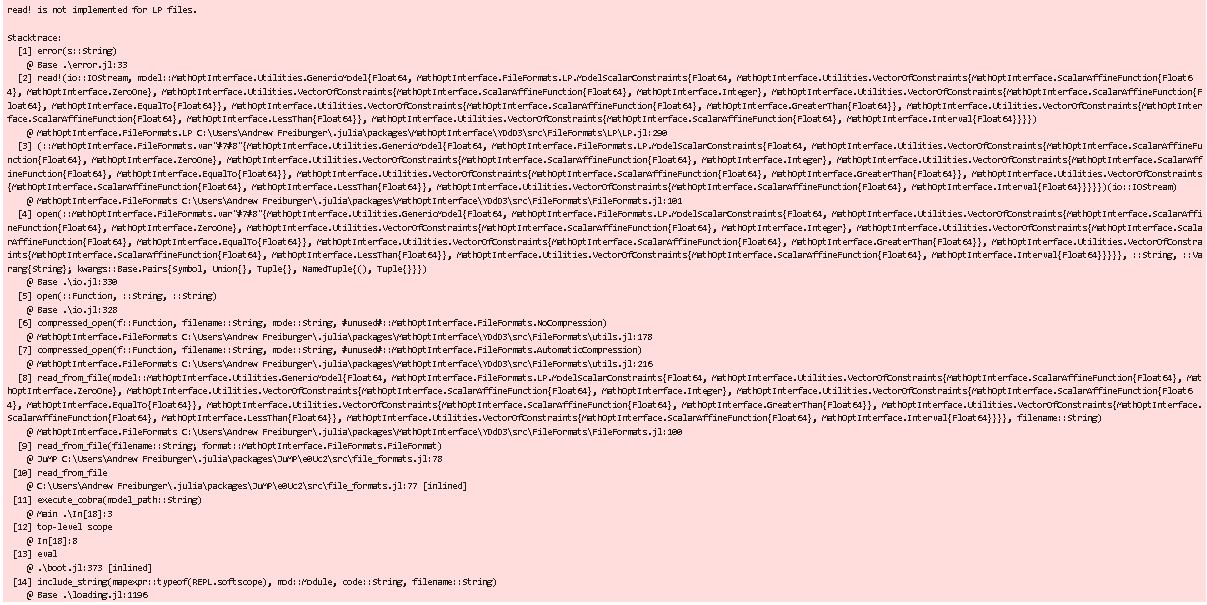 read! is not implemented for LP files.
Stacktrace:
[1] error(s::String)
@ Base .\error.jl:33
[2] read!(io::IOStream, model::MathOptInterface.Utilities.GenericModel{Float64, MathOptInterface.FileFormats.LP.ModelScalarConstraints{Float64, MathOptInterface.Utilities.VectorOfConstraints{MathOptInterface.ScalarAffineFunction{Float6
4}, MathOptInterface.ZeroOne}, MathOptInterface.Utilities.VectorOfConstraints{MathOptInterface.ScalarAffineFunction{Float64}, MathOptInterface.Integer}, MathOptInterface.Utilities.VectorOfConstraints{MathOptInterface.ScalarAffineFunction{F
loat64}, MathOptInterface.EqualTo{Float64}}, MathOptInterface.Utilities.VectorOfConstraints{MathOptInterface.ScalarAffineFunction{Float64}, MathOptInterface.GreaterThan{Float64}}, MathOptInterface.Utilities.VectorOfConstraints{MathOptInter
face.ScalarAffineFunction{Float64}, MathOptInterface.LessThan{Float64}}, MathOptInterface.Utilities.VectorOfConstraints{MathOptInterface.ScalarAffineFunction{Float64}, MathOptInterface.Interval{Float64}}}})
@ MathOptInterface.FileFormats.LP C:\Users\Andrew Freiburger\.julia\packages\MathOptInterface\YDdD3\src\FileFormats\LP\LP.jl:290
[3] (::MathOptInterface.FileFormats.var"#7#8"{MathOptInterface.Utilities.GenericModel{Float64, MathOptInterface.FileFormats.LP.ModelScalarConstraints{Float64, MathOptInterface.Utilities.VectorOfConstraints{MathOptInterface.ScalarAffineFu
nction{Float64}, MathOptInterface.ZeroOne}, MathOptInterface.Utilities.VectorOfConstraints{MathOptInterface.ScalarAffineFunction{Float64}, MathOptInterface.Integer}, MathOptInterface.Utilities.VectorOfConstraints{MathOptInterface.ScalarAff
ineFunction{Float64}, MathOptInterface.EqualTo{Float64}}, MathOptInterface.Utilities.VectorOfConstraints{MathOptInterface.ScalarAffineFunction{Float64}, MathOptInterface.GreaterThan{Float64}}, MathOptInterface.Utilities.VectorOfConstraints
{MathOptInterface.ScalarAffineFunction{Float64}, MathOptInterface.LessThan{Float64}}, MathOptInterface.Utilities.VectorOfConstraints{MathOptInterface.ScalarAffineFunction{Float64}, MathOptInterface.Interval{Float64}}}}})(io::IOStream)
@ MathOptInterface.FileFormats C:\Users\Andrew Freiburger\.julia\packages\MathOptInterface\YDdD3\src\FileFormats\FileFormats.jl:101
[4] open(::MathOptInterface.FileFormats.var"#7#8"{MathOptInterface.Utilities.GenericModel{Float64, MathOptInterface.FileFormats.LP.ModelScalarConstraints{Float64, MathOptInterface.Utilities.VectorOfConstraints{MathOptInterface.ScalarAffi
neFunction{Float64}, MathOptInterface.ZeroOne}, MathOptInterface.Utilities.VectorOfConstraints{MathOptInterface.ScalarAffineFunction{Float64}, MathOptInterface.Integer}, MathOptInterface.Utilities.VectorOfConstraints{MathOptInterface.Scala
rAffineFunction{Float64}, MathOptInterface.EqualTo{Float64}}, MathOptInterface.Utilities.VectorOfConstraints{MathOptInterface.ScalarAffineFunction{Float64}, MathOptInterface.GreaterThan{Float64}}, MathOptInterface.Utilities.VectorOfConstra
ints{MathOptInterface.ScalarAffineFunction{Float64}, MathOptInterface.LessThan{Float64}}, MathOptInterface.Utilities.VectorOfConstraints{MathOptInterface.ScalarAffineFunction{Float64}, MathOptInterface.Interval{Float64}}}}}, ::String, ::Va
rarg{String}; kwargs::Base.Pairs{Symbol, Union{}, Tuple{}, NamedTuple{(), Tuple{}}})
@ Base .\io.jl:330
[5] open(::Function, ::String, ::String)
@ Base .\io.jl:328
[6] compressed_open(f::Function, filename::String, mode::String, #unused#::MathOptInterface.FileFormats.NoCompression)
@ MathOptInterface.FileFormats C:\Users\Andrew Freiburger\.julia\packages\MathOptInterface\YDdD3\src\FileFormats\utils.jl:178
[7] compressed_open(f::Function, filename::String, mode::String, #unused#::MathOptInterface.FileFormats.AutomaticCompression)
@ MathOptInterface.FileFormats C:\Users\Andrew Freiburger\.julia\packages\MathOptInterface\YDdD3\src\FileFormats\utils.jl:216
[8] read_from_file(model::MathOptInterface.Utilities.GenericModel{Float64, MathOptInterface.FileFormats.LP.ModelScalarConstraints{Float64, MathOptInterface.Utilities.VectorOfConstraints{MathOptInterface.ScalarAffineFunction{Float64}, Mat
hOptInterface.ZeroOne}, MathOptInterface.Utilities.VectorOfConstraints{MathOptInterface.ScalarAffineFunction{Float64}, MathOptInterface.Integer}, MathOptInterface.Utilities.VectorOfConstraints{MathOptInterface.ScalarAffineFunction{Float6
4}, MathOptInterface.EqualTo{Float64}}, MathOptInterface.Utilities.VectorOfConstraints{MathOptInterface.ScalarAffineFunction{Float64}, MathOptInterface.GreaterThan{Float64}}, MathOptInterface.Utilities.VectorOfConstraints{MathOptInterface.
ScalarAffineFunction{Float64}, MathOptInterface.LessThan{Float64}}, MathOptInterface.Utilities.VectorOfConstraints{MathOptInterface.ScalarAffineFunction{Float64}, MathOptInterface.Interval{Float64}}}}, filename::String)
@ MathOptInterface.FileFormats C:\Users\Andrew Freiburger\.julia\packages\MathOptInterface\YDdD3\src\FileFormats\FileFormats.jl:100
[9] read_from_file(filename::String; format::MathOptInterface.FileFormats.FileFormat)
@ JuMP C:\Users\Andrew Freiburger\.julia\packages\JuMP\e0Uc2\src\file_formats.jl:78
[10] read_from_file
@ C:\Users\Andrew Freiburger\.julia\packages\JuMP\e0Uc2\src\file_formats.jl:77 [inlined]
[11] execute_cobra(model_path::String)
@ Main .\In[18]:3
[12] top-level scope
@ In[18]:8
[13] eval
@ .\boot.jl:373 [inlined]
[14] include_string(mapexpr::typeof(REPL.softscope), mod::Module, code::String, filename::String)
@ Base .\loading.jl:1196